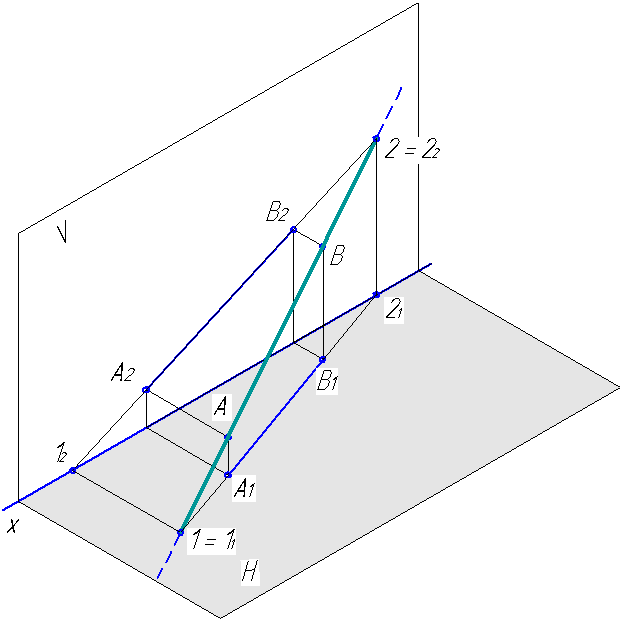 2 = 2₂
B₂
V
B
2₁
A₂
B₁
A
1₂
A₁
x
1 = 1₁
H